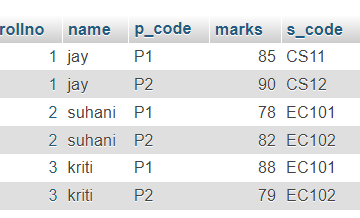 rollno name p_code marks s_code
1 jay P1 85 CS11
1 jay P2 90 CS12
2 suhani P1 78 EC101
2 suhani P2 82 EC102
3 kriti P1 88 EC101
3 kriti P2 79 EC102